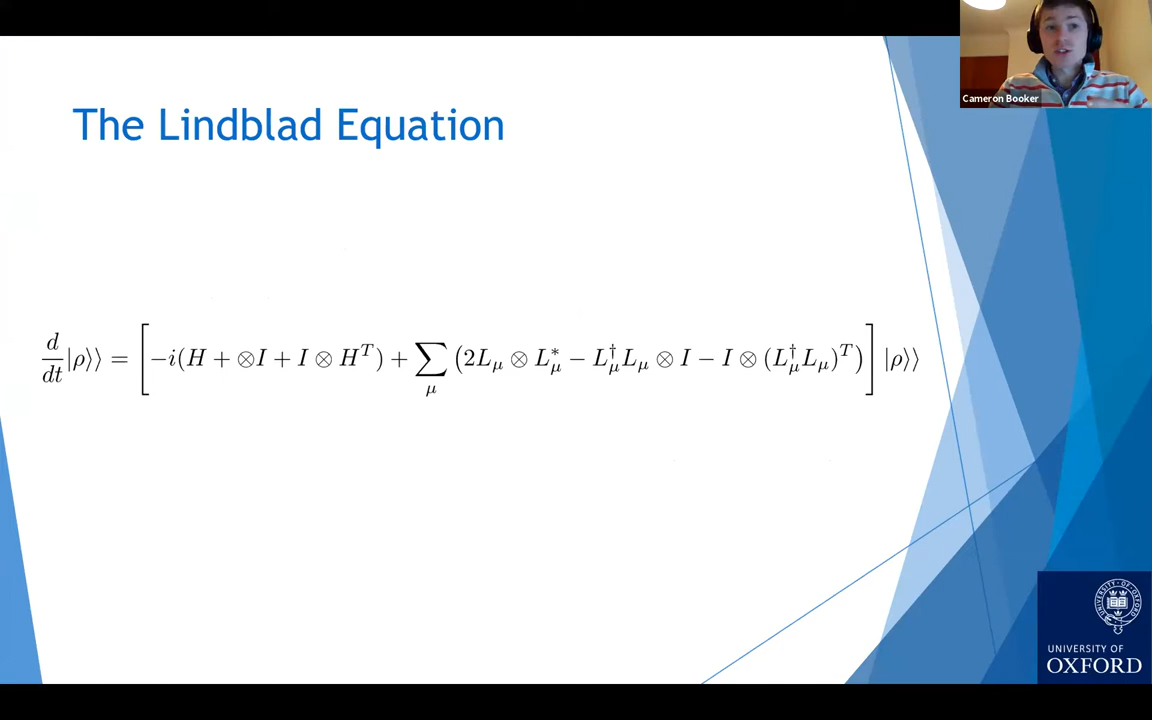 Cameron Booker
The Lindblad Equation
d/dt |ρ⟩⟩ = [−i(H + ⊗I + I ⊗ H^T) + ∑_μ (2L_μ ⊗ L_μ^* − L_μ^† L_μ ⊗ I − I ⊗ (L_μ^† L_μ)^T)] |ρ⟩⟩
UNIVERSITY OF
OXFORD